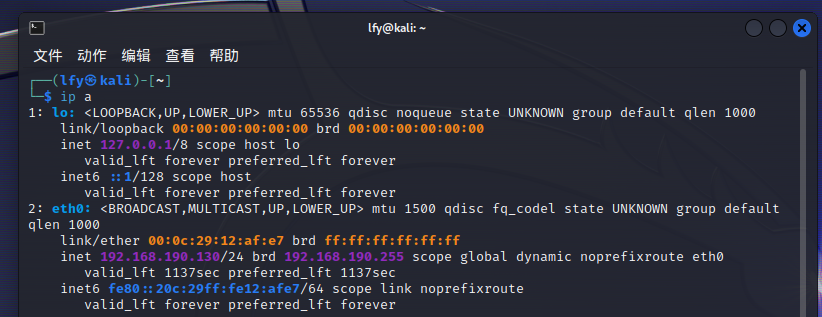 lfy@kali: ~
文件 动作 编辑 查看 帮助
┌──(lfy㉿kali)-[~]
└─$ ip a
1: lo: <LOOPBACK,UP,LOWER_UP> mtu 65536 qdisc noqueue state UNKNOWN group default qlen 1000
    link/loopback 00:00:00:00:00:00 brd 00:00:00:00:00:00
    inet 127.0.0.1/8 scope host lo
       valid_lft forever preferred_lft forever
    inet6 ::1/128 scope host
       valid_lft forever preferred_lft forever
2: eth0: <BROADCAST,MULTICAST,UP,LOWER_UP> mtu 1500 qdisc fq_codel state UNKNOWN group default
qlen 1000
    link/ether 00:0c:29:12:af:e7 brd ff:ff:ff:ff:ff:ff
    inet 192.168.190.130/24 brd 192.168.190.255 scope global dynamic noprefixroute eth0
       valid_lft 1137sec preferred_lft 1137sec
    inet6 fe80::20c:29ff:fe12:afe7/64 scope link noprefixroute
       valid_lft forever preferred_lft forever